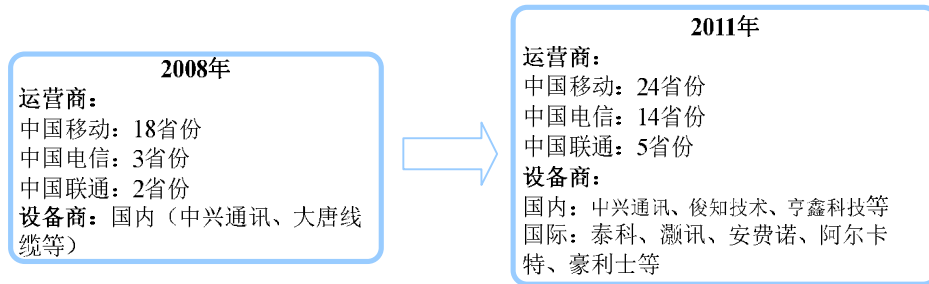 2008年
运营商：
中国移动：18省份
中国电信：3省份
中国联通：2省份
设备商：国内（中兴通讯、大唐线
缆等）
2011年
运营商：
中国移动：24省份
中国电信：14省份
中国联通：5省份
设备商：
国内：中兴通讯、俊知技术、亨鑫科技等
国际：泰科、灏讯、安费诺、阿尔卡
特、豪利士等